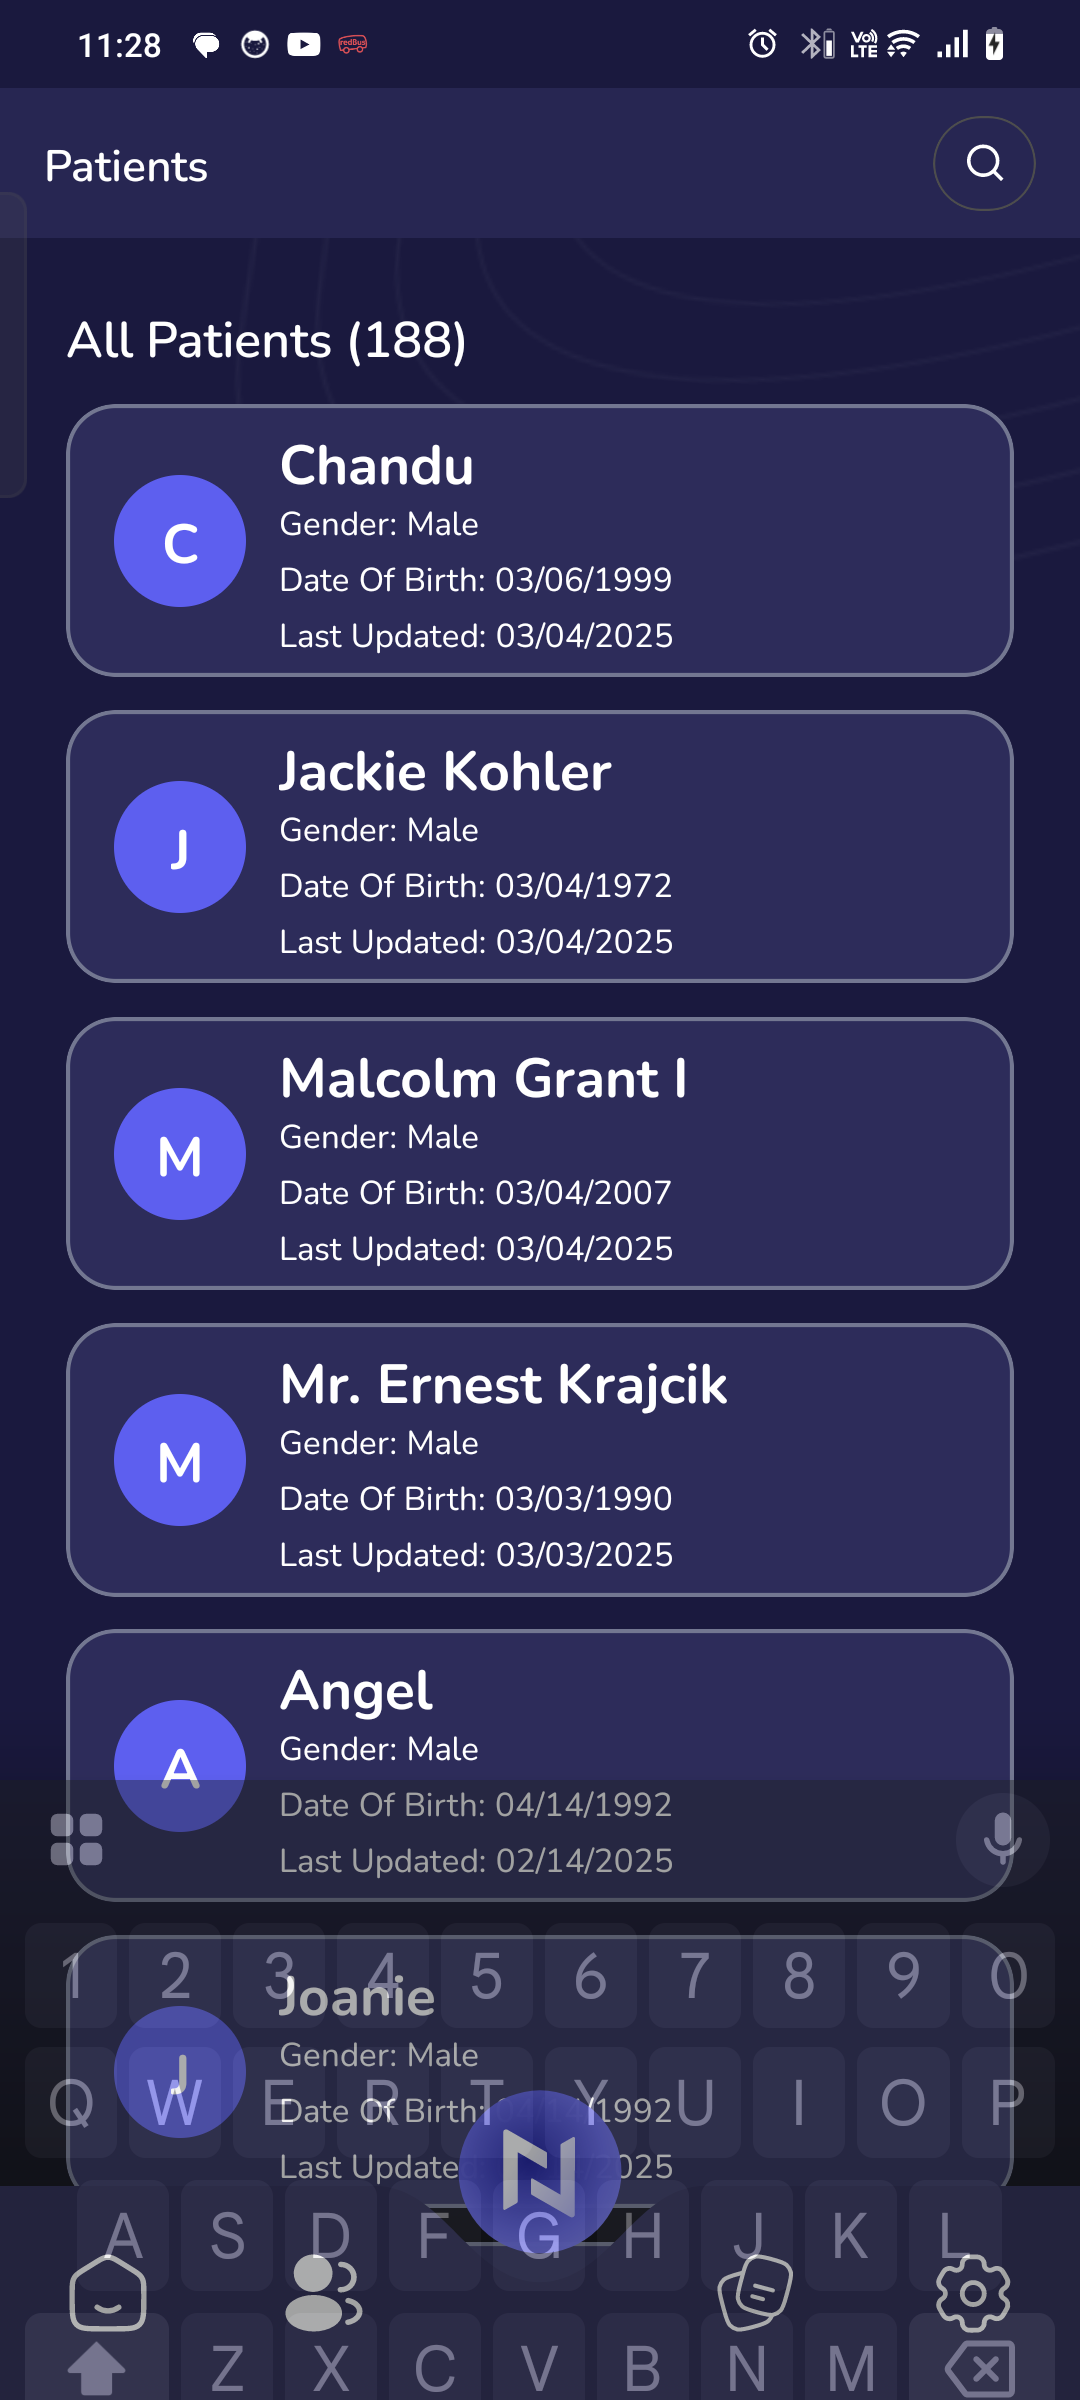 11:28
redBus
Vo)) LTE
Patients
All Patients (188)
C
Chandu
Gender: Male
Date Of Birth: 03/06/1999
Last Updated: 03/04/2025
J
Jackie Kohler
Gender: Male
Date Of Birth: 03/04/1972
Last Updated: 03/04/2025
M
Malcolm Grant I
Gender: Male
Date Of Birth: 03/04/2007
Last Updated: 03/04/2025
M
Mr. Ernest Krajcik
Gender: Male
Date Of Birth: 03/03/1990
Last Updated: 03/03/2025
A
Angel
Gender: Male
Date Of Birth: 04/14/1992
Last Updated: 02/14/2025
1 2 3 4 5 6 7 8 9 0
J
Joanie
Gender: Male
Q W E R T Y U I O P
Date Of Birth: /1992
Last Update 025
A S D F G H J K L
Z X C V B N M